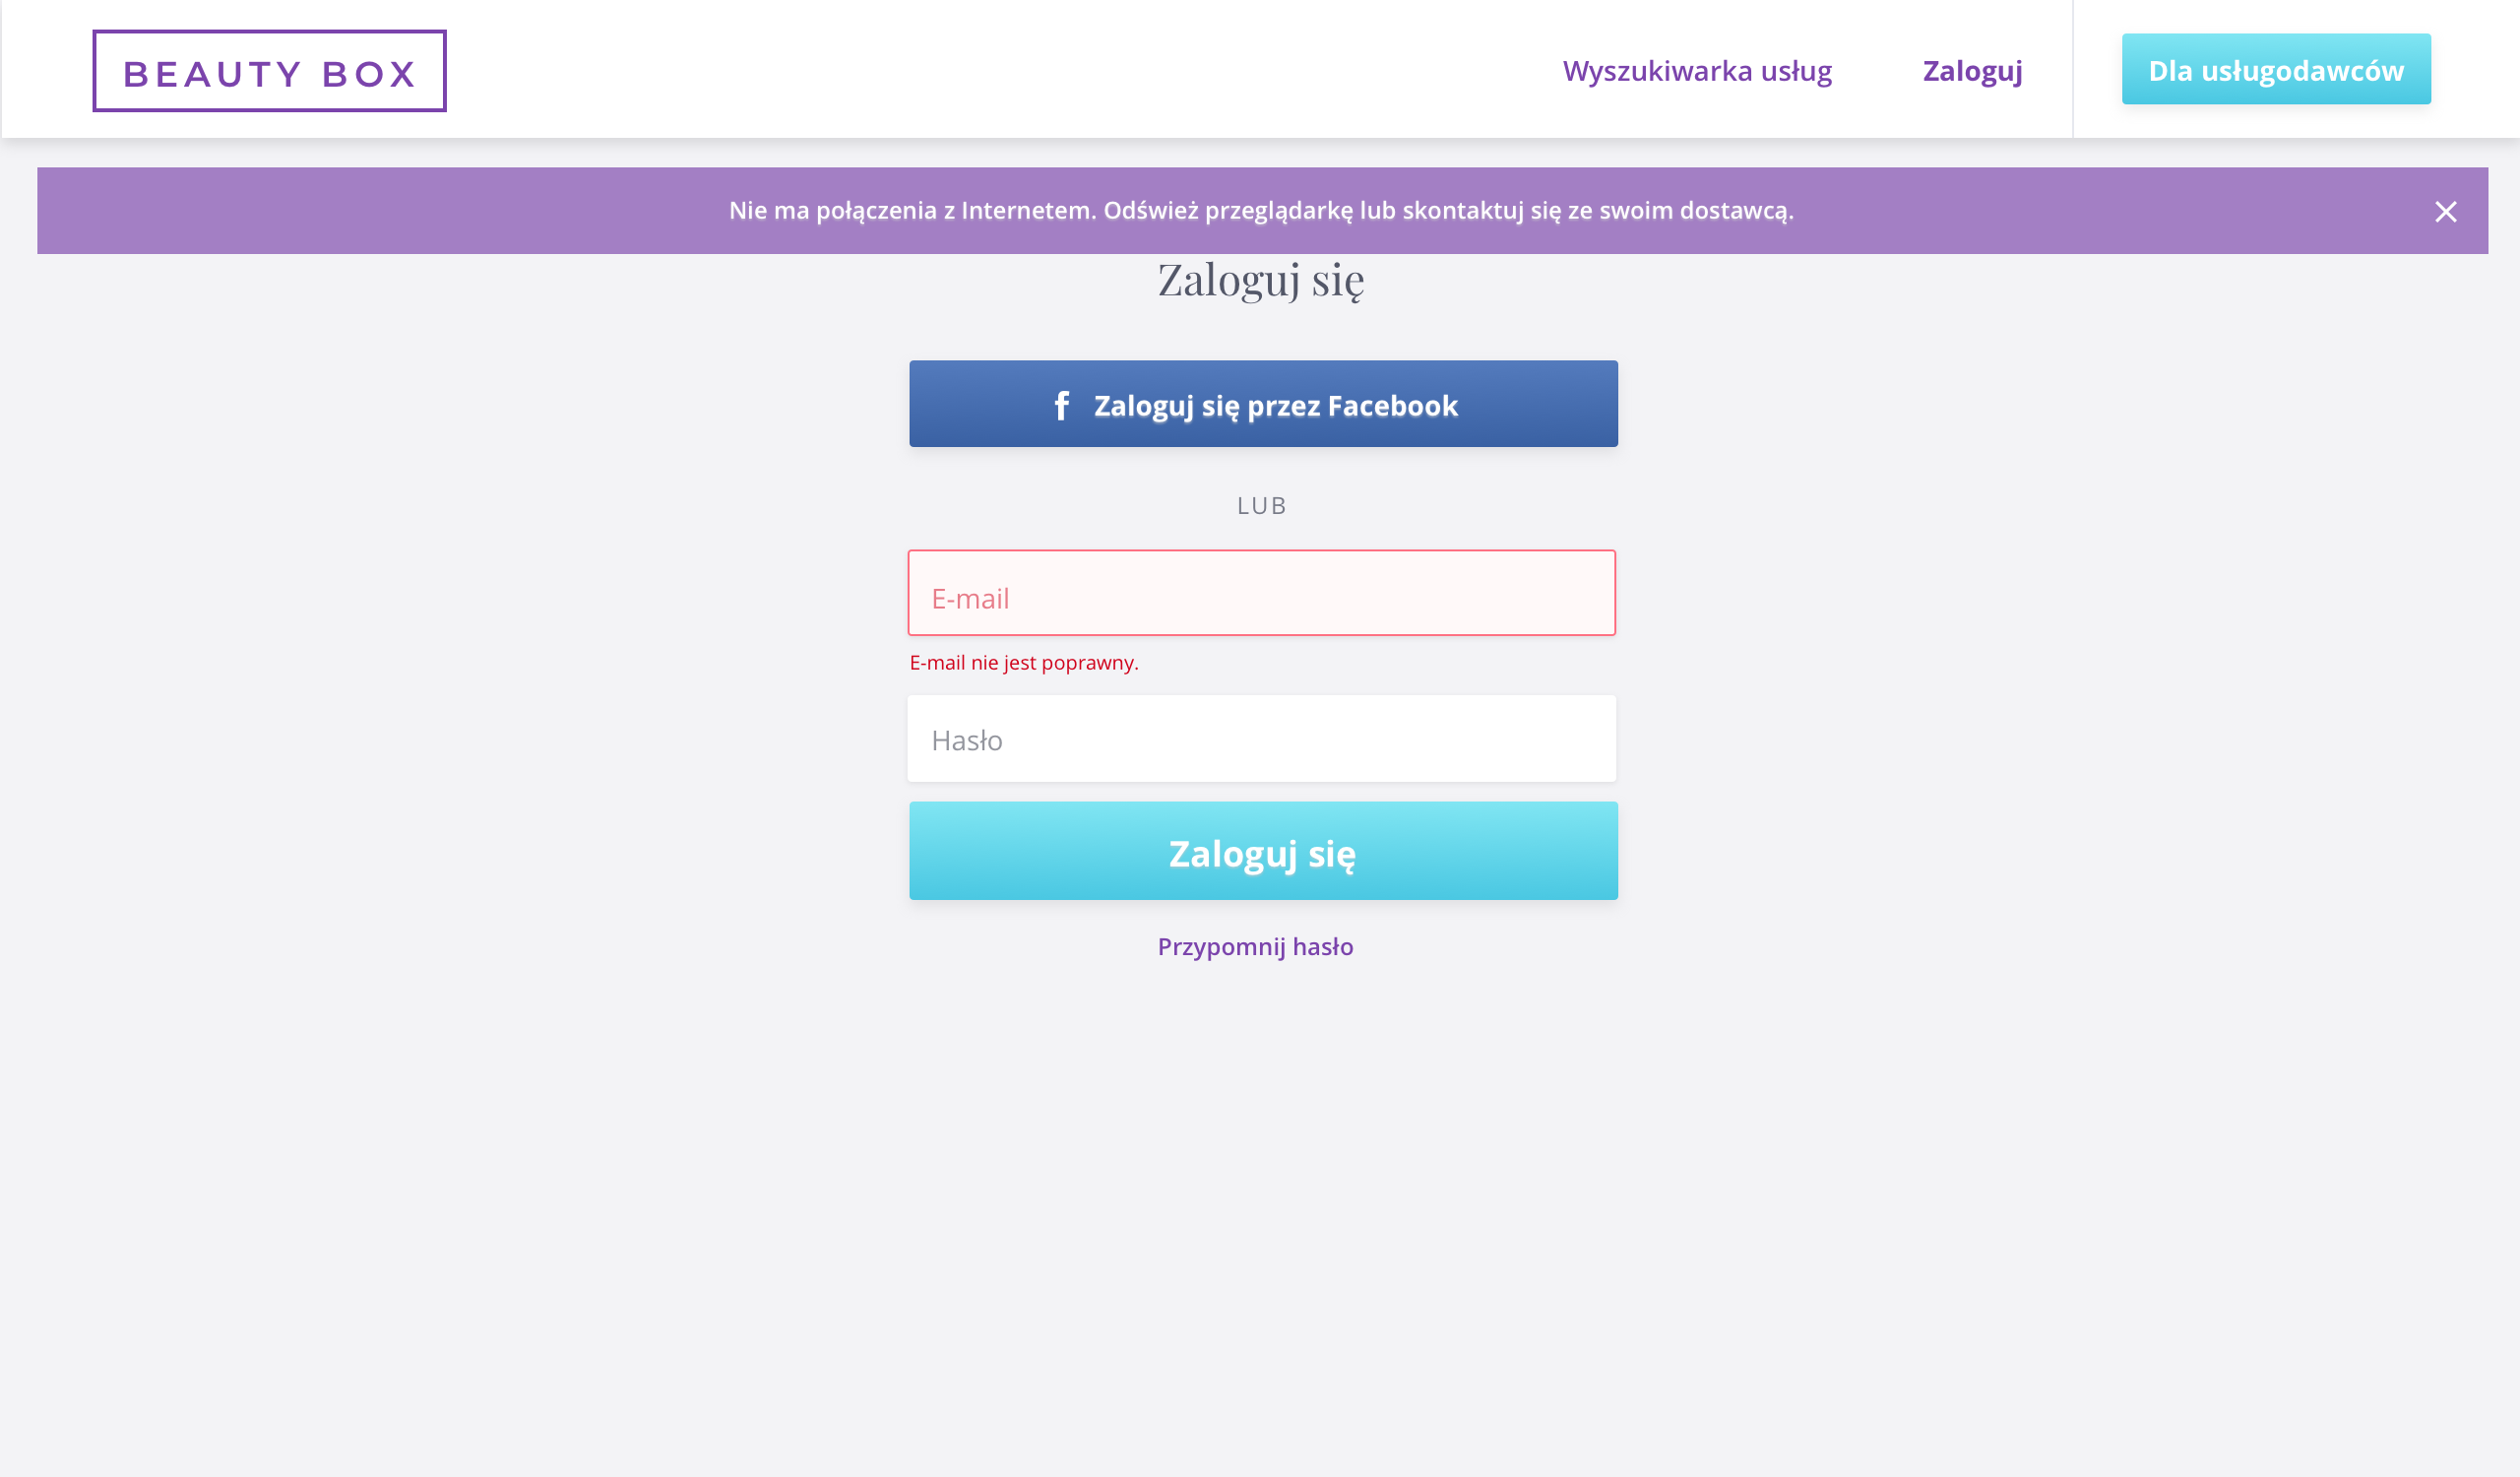 BEAUTY BOX
Wyszukiwarka usług
Zaloguj
Dla usługodawców
Nie ma połączenia z Internetem. Odśwież przeglądarkę lub skontaktuj się ze swoim dostawcą.
Zaloguj się
f Zaloguj się przez Facebook
LUB
E-mail
E-mail nie jest poprawny.
Hasło
Zaloguj się
Przypomnij hasło